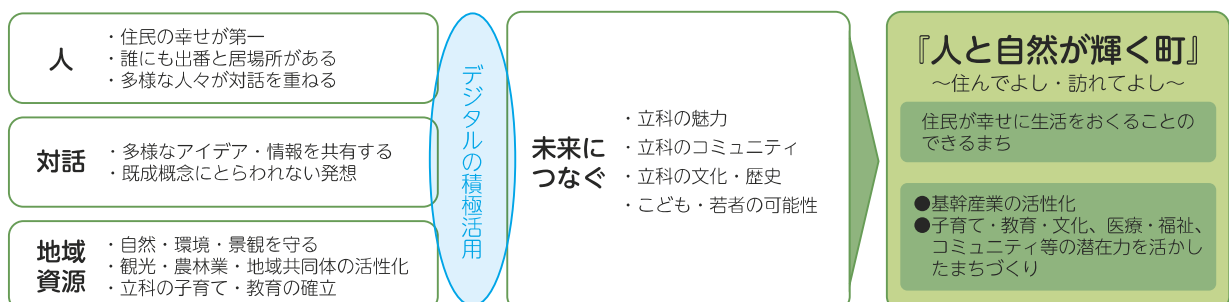 人
・住民の幸せが第一
・誰にも出番と居場所がある
・多様な人々が対話を重ねる
対話
・多様なアイデア・情報を共有する
・既成概念にとらわれない発想
地域
資源
・自然・環境・景観を守る
・観光・農林業・地域共同体の活性化
・立科の子育て・教育の確立
デジタルの積極活用
未来に
つなぐ
・立科の魅力
・立科のコミュニティ
・立科の文化・歴史
・こども・若者の可能性
『人と自然が輝く町』
～住んでよし・訪れてよし～
住民が幸せに生活をおくることの
できるまち
●基幹産業の活性化
●子育て・教育・文化、医療・福祉、
コミュニティ等の潜在力を活かし
たまちづくり